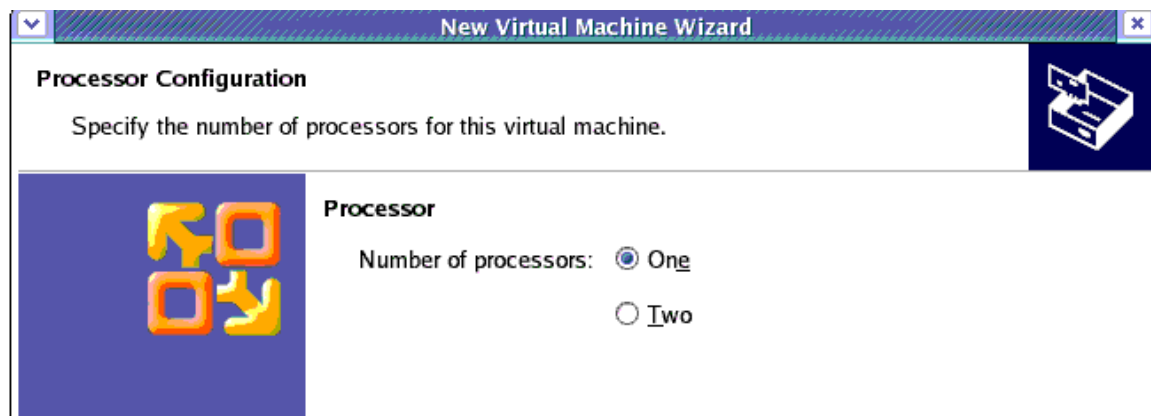 New Virtual Machine Wizard
Processor Configuration
Specify the number of processors for this virtual machine.
Processor
Number of processors: One
Two